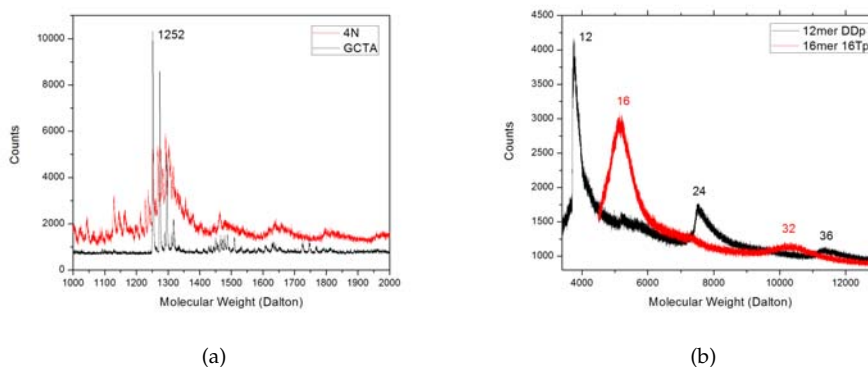 10000
8000
6000
4000
2000
0
Counts
1252
4N
GCTA
1000 1100 1200 1300 1400 1500 1600 1700 1800 1900 2000
Molecular Weight (Dalton)
(a)
4500
4000
3500
3000
2500
2000
1500
1000
Counts
12
16
24
32
36
12mer DDp
16mer 16Tp
4000 6000 8000 10000 12000
Molecular Weight (Dalton)
(b)